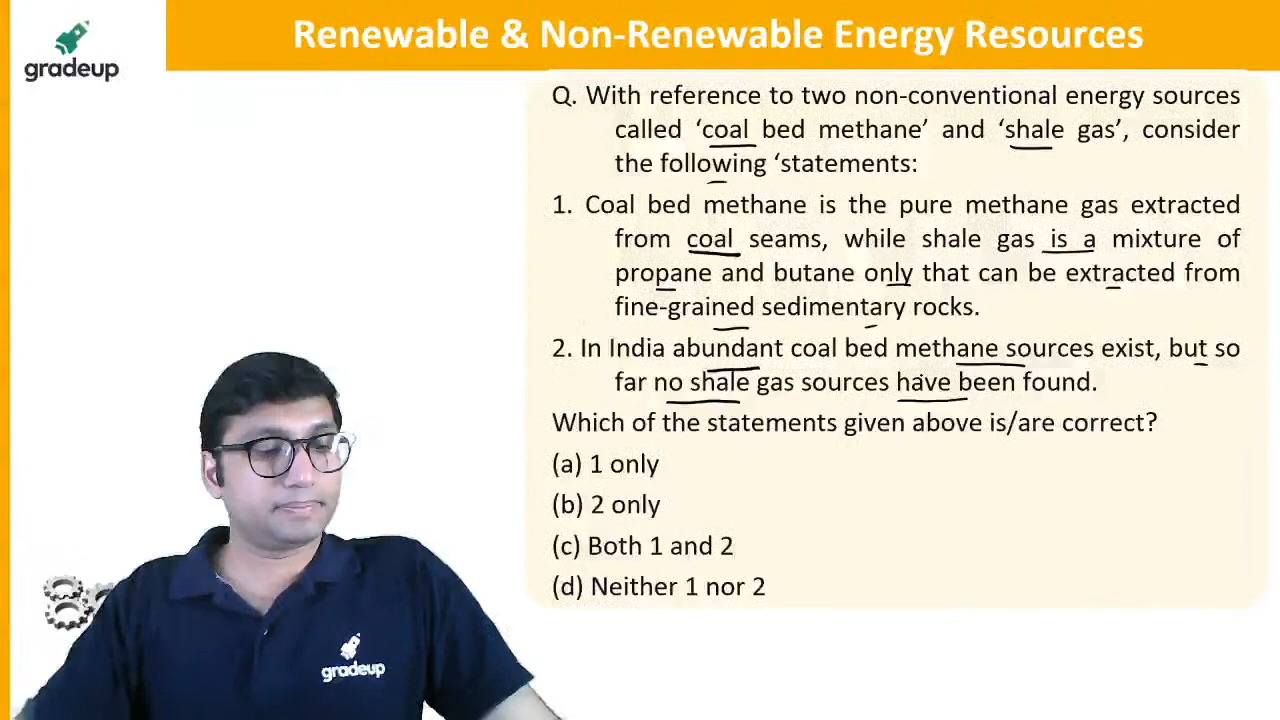 Renewable & Non-Renewable Energy Resources
gradeup
Q. With reference to two non-conventional energy sources
called ‘coal bed methane’ and ‘shale gas’, consider
the following ‘statements:
1. Coal bed methane is the pure methane gas extracted
from coal seams, while shale gas is a mixture of
propane and butane only that can be extracted from
fine-grained sedimentary rocks.
2. In India abundant coal bed methane sources exist, but so
far no shale gas sources have been found.
Which of the statements given above is/are correct?
(a) 1 only
(b) 2 only
(c) Both 1 and 2
(d) Neither 1 nor 2
gradeup